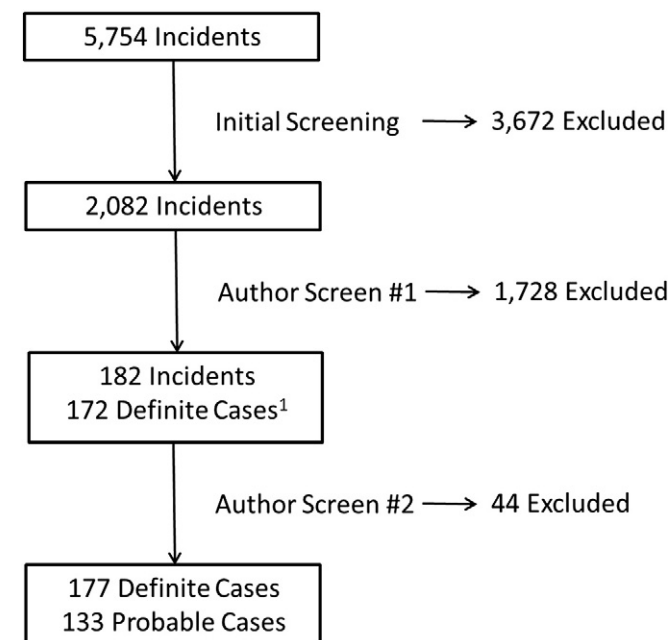 5,754 Incidents
Initial Screening → 3,672 Excluded
2,082 Incidents
Author Screen #1 → 1,728 Excluded
182 Incidents
172 Definite Cases¹
Author Screen #2 → 44 Excluded
177 Definite Cases
133 Probable Cases